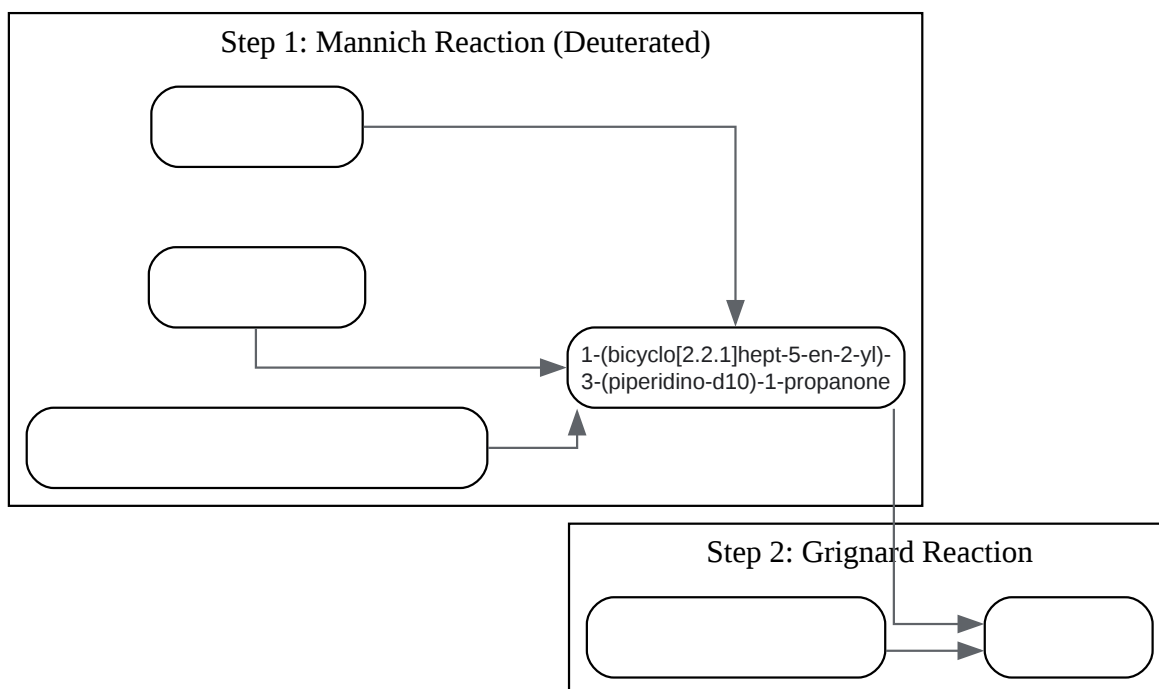 Step 1: Mannich Reaction (Deuterated)
1-(bicyclo[2.2.1]hept-5-en-2-yl)-
3-(piperidino-d10)-1-propanone
Step 2: Grignard Reaction